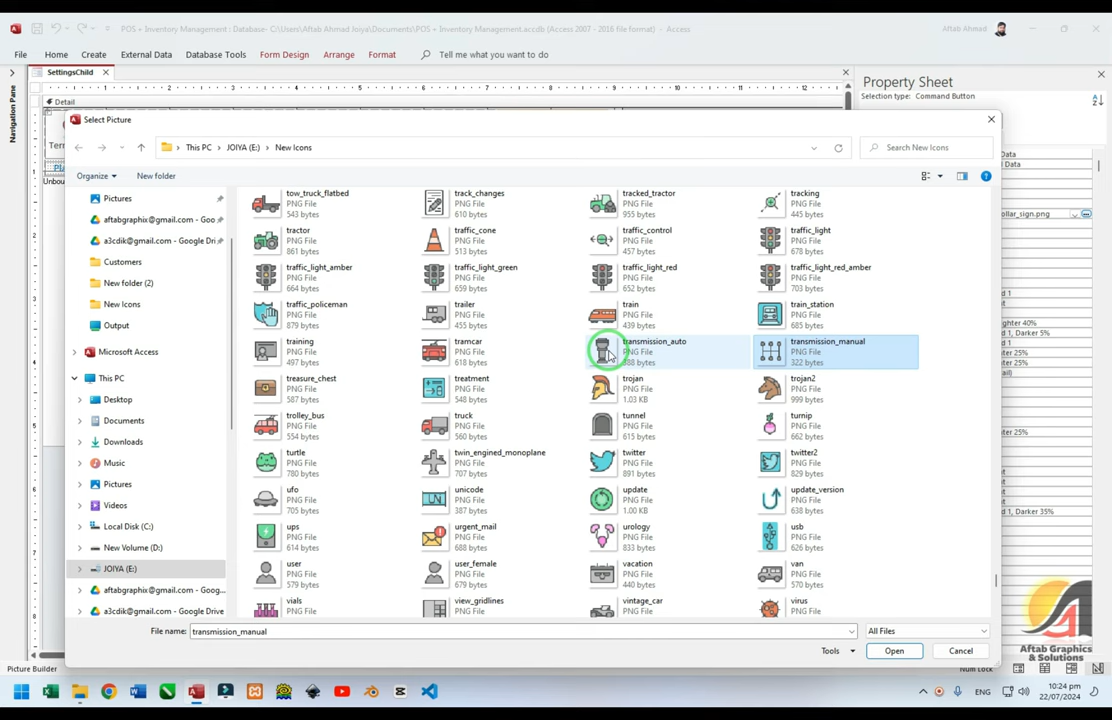 POS + Inventory Management : Database- C:\Users\Aftab Ahmad Joiya\Documents\POS + Inventory Management.accdb (Access 2007 - 2016 file format) - Access
Aftab Ahmad
File Home Create External Data Database Tools Form Design Arrange Format Tell me what you want to do
SettingsChild
Property Sheet
Selection type: Command Button
Detail
Select Picture
This PC > JOIYA (E:) > New Icons
Search New Icons
Organize New folder
Pictures
aftabgraphix@gmail.com - Goo
a3cdik@gmail.com - Google Dri
Customers
New folder (2)
New Icons
Output
Microsoft Access
This PC
Desktop
Documents
Downloads
Music
Pictures
Videos
Local Disk (C:)
New Volume (D:)
JOIYA (E:)
aftabgraphix@gmail.com - Goog...
a3cdik@gmail.com - Google Drive
tow_truck_flatbed
PNG File
543 bytes
track_changes
PNG File
610 bytes
tracked_tractor
PNG File
955 bytes
tracking
PNG File
445 bytes
tractor
PNG File
861 bytes
traffic_cone
PNG File
513 bytes
traffic_control
PNG File
440 bytes
traffic_light
PNG File
678 bytes
traffic_light_amber
PNG File
664 bytes
traffic_light_green
PNG File
659 bytes
traffic_light_red
PNG File
652 bytes
traffic_light_red_amber
PNG File
703 bytes
traffic_policeman
PNG File
879 bytes
trailer
PNG File
455 bytes
train
PNG File
439 bytes
train_station
PNG File
685 bytes
training
PNG File
497 bytes
tramcar
PNG File
618 bytes
transmission_auto
PNG File
388 bytes
transmission_manual
PNG File
322 bytes
treasure_chest
PNG File
587 bytes
treatment
PNG File
548 bytes
trojan
PNG File
1.03 KB
trojan2
PNG File
999 bytes
trolley_bus
PNG File
554 bytes
truck
PNG File
560 bytes
tunnel
PNG File
615 bytes
turnip
PNG File
662 bytes
turtle
PNG File
780 bytes
twin_engined_monoplane
PNG File
707 bytes
twitter
PNG File
891 bytes
twitter2
PNG File
803 bytes
ufo
PNG File
705 bytes
unicode
PNG File
387 bytes
update
PNG File
1.00 KB
update_version
PNG File
638 bytes
ups
PNG File
614 bytes
urgent_mail
PNG File
688 bytes
urology
PNG File
833 bytes
usb
PNG File
626 bytes
user
PNG File
579 bytes
user_female
PNG File
679 bytes
vacation
PNG File
440 bytes
van
PNG File
570 bytes
vials
PNG File
view_gridlines
PNG File
vintage_car
PNG File
virus
PNG File
File name: transmission_manual
All Files
Tools Open Cancel
Picture Builder
Num Lock
Navigation Pane
Aftab Graphics
& Solutions
ENG
10:24 pm
22/07/2024